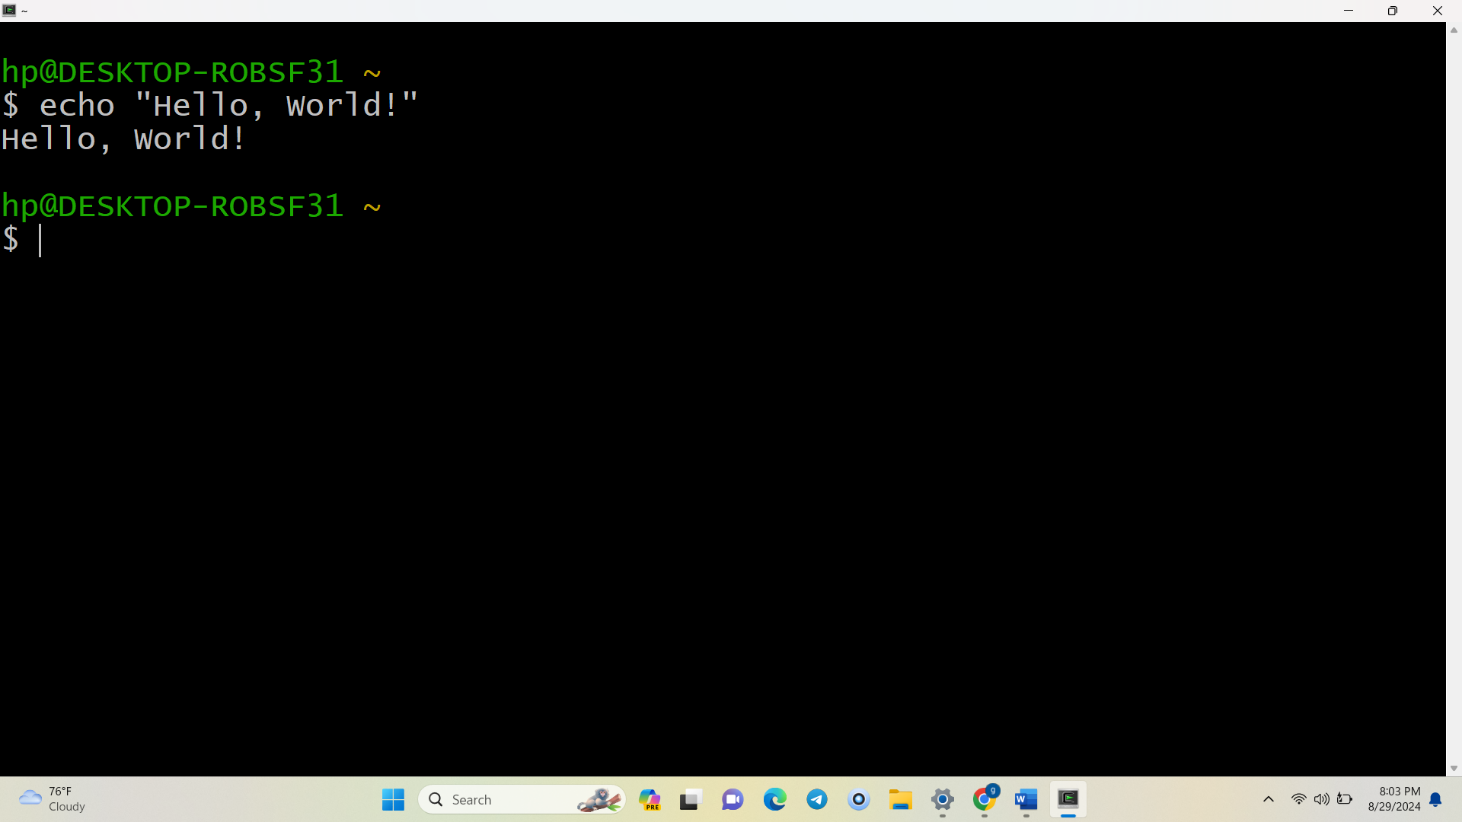 ~
hp@DESKTOP-ROBSF31 ~
$ echo "Hello, World!"
Hello, World!
hp@DESKTOP-ROBSF31 ~
$
76°F
Cloudy
Search
PRE
g
W
8:03 PM
8/29/2024